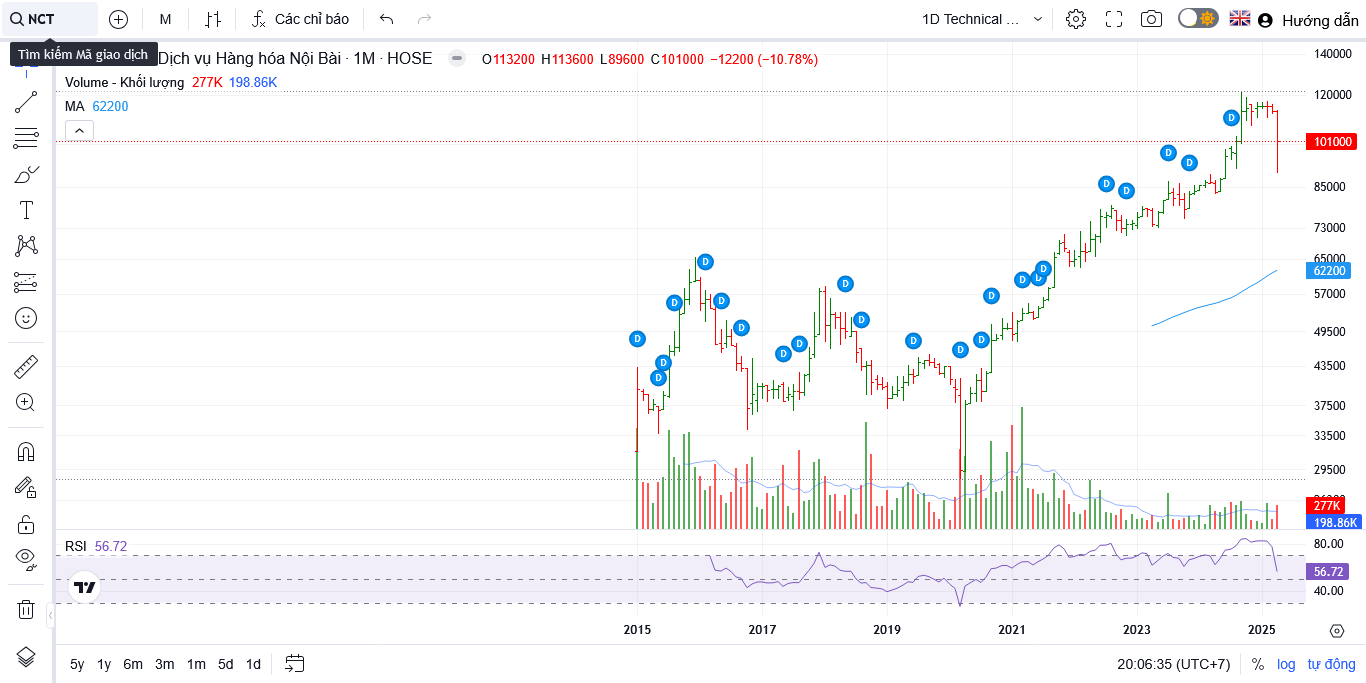 NCT M Các chỉ báo 1D Technical ... Hướng dẫn
Tìm kiếm Mã giao dịch
Dịch vụ Hàng hóa Nội Bài · 1M · HOSE O113200 H113600 L89600 C101000 −12200 (−10.78%)
Volume - Khối lượng 277K 198.86K
MA 62200
140000
120000
101000
85000
73000
65000
62200
57000
49500
43500
37500
33500
29500
277K
198.86K
D D D D D D D D D D D D D D D D D D D D D D D D D
RSI 56.72
80.00
56.72
40.00
2015 2017 2019 2021 2023 2025
5y 1y 6m 3m 1m 5d 1d 20:06:35 (UTC+7) % log tự động